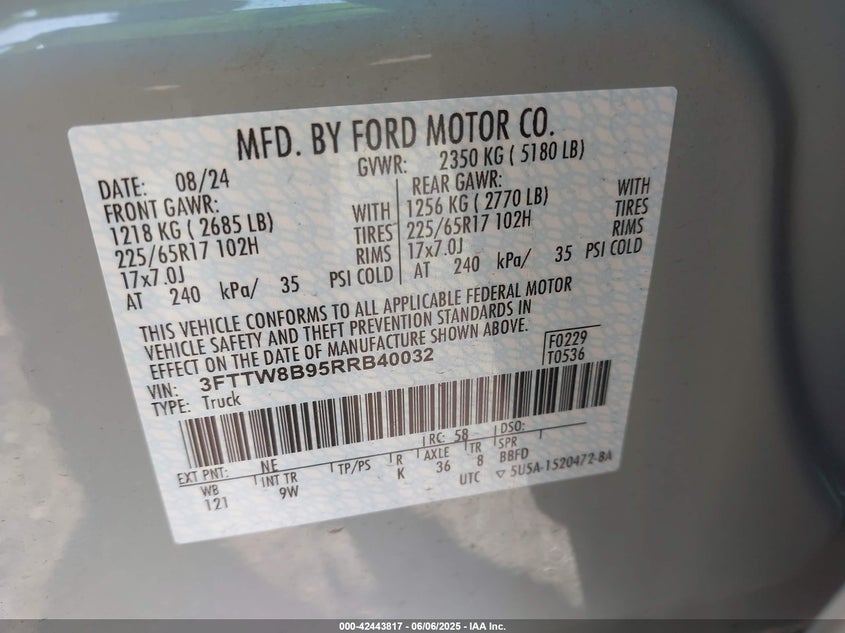 MFD. BY FORD MOTOR CO.
DATE: 08/24 GVWR: 2350 KG ( 5180 LB)
FRONT GAWR: REAR GAWR:
1218 KG ( 2685 LB) WITH 1256 KG ( 2770 LB) WITH
225/65R17 102H TIRES 225/65R17 102H TIRES
17x7.0J RIMS 17x7.0J RIMS
AT 240 kPa/ 35 PSI COLD AT 240 kPa/ 35 PSI COLD
THIS VEHICLE CONFORMS TO ALL APPLICABLE FEDERAL MOTOR
VEHICLE SAFETY AND THEFT PREVENTION STANDARDS IN
EFFECT ON THE DATE OF MANUFACTURE SHOWN ABOVE.
VIN: 3FTTW8B95RRB40032 F0229
TYPE: Truck T0536
EXT PNT: NE RC: 58 DSO:
WB INT TR TP/PS R AXLE TR SPR
121 9W K 36 8 BBFD
UTC ▽ 5U5A-1520472-BA
000-42443817 - 06/06/2025 - IAA Inc.